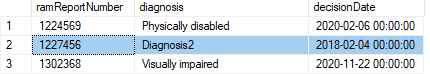 ramReportNumber diagnosis decisionDate
1 1224569 Physically disabled 2020-02-06 00:00:00
2 1227456 Diagnosis2 2018-02-04 00:00:00
3 1302368 Visually impaired 2020-11-22 00:00:00